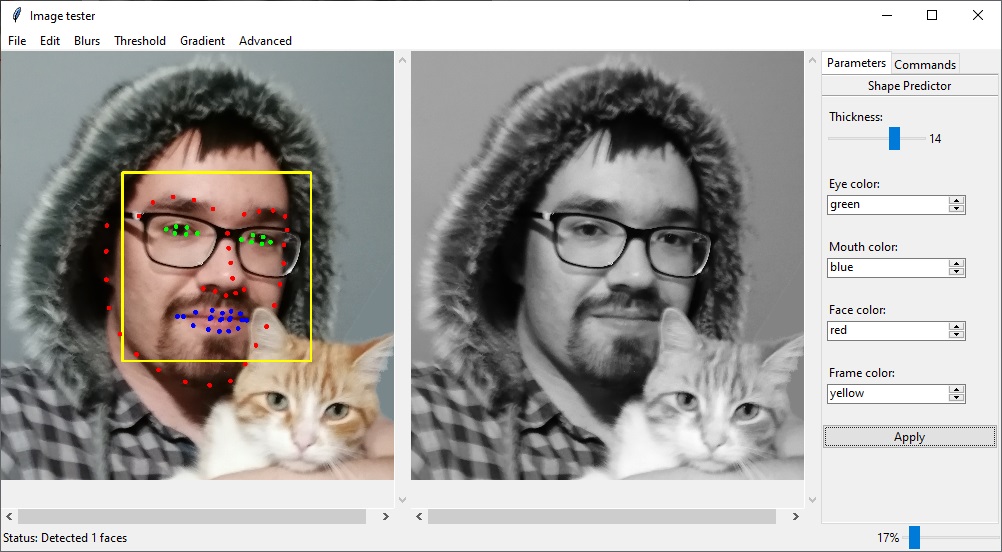 Image tester
File Edit Blurs Threshold Gradient Advanced
Parameters Commands
Shape Predictor
Thickness:
14
Eye color:
green
Mouth color:
blue
Face color:
red
Frame color:
yellow
Apply
Status: Detected 1 faces
17%